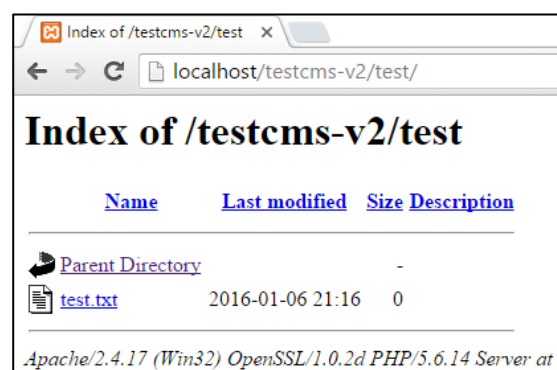 Index of /testcms-v2/test
localhost/testcms-v2/test/
Index of /testcms-v2/test
Name Last modified Size Description
Parent Directory -
test.txt 2016-01-06 21:16 0
Apache/2.4.17 (Win32) OpenSSL/1.0.2d PHP/5.6.14 Server at